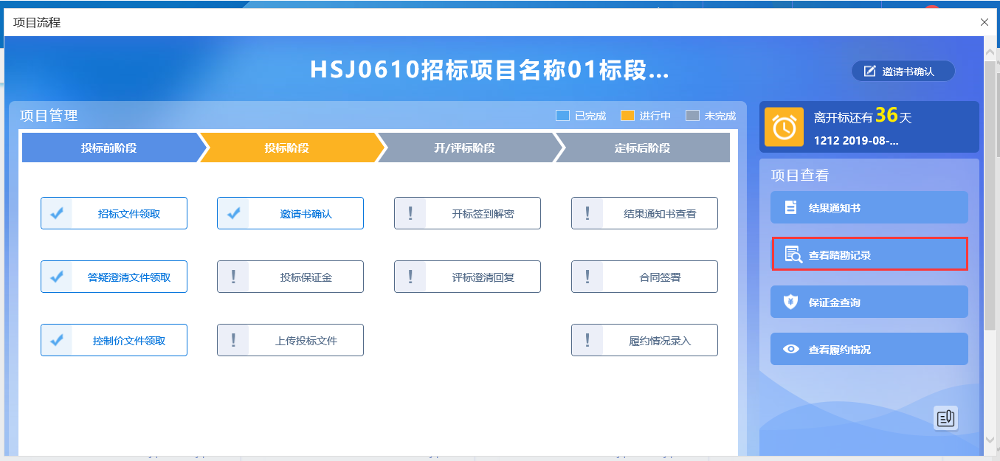 项目流程
HSJ0610招标项目名称01标段...
邀请书确认
项目管理
已完成
进行中
未完成
投标前阶段
投标阶段
开/评标阶段
定标后阶段
招标文件领取
邀请书确认
开标签到解密
结果通知书查看
答疑澄清文件领取
投标保证金
评标澄清回复
合同签署
控制价文件领取
上传投标文件
履约情况录入
离开标还有36天
1212 2019-08-...
项目查看
结果通知书
查看踏勘记录
保证金查询
查看履约情况